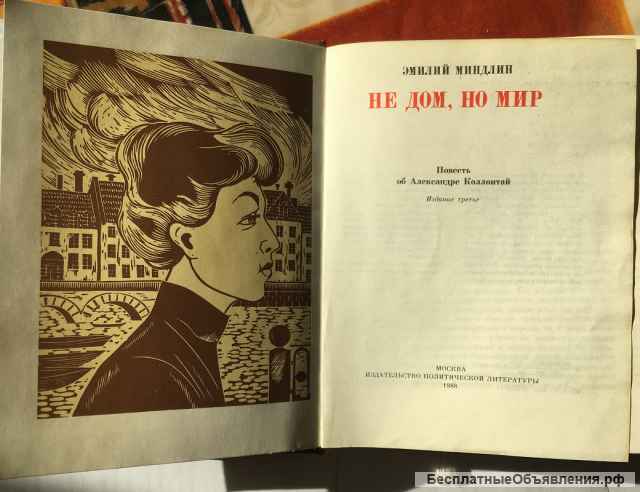 ЭМИЛИЙ МИНДЛИН
НЕ ДОМ, НО МИР
Повесть
об Александре Коллонтай
Издание третье
МОСКВА
ИЗДАТЕЛЬСТВО ПОЛИТИЧЕСКОЙ ЛИТЕРАТУРЫ
БесплатныеОбъявления.рф